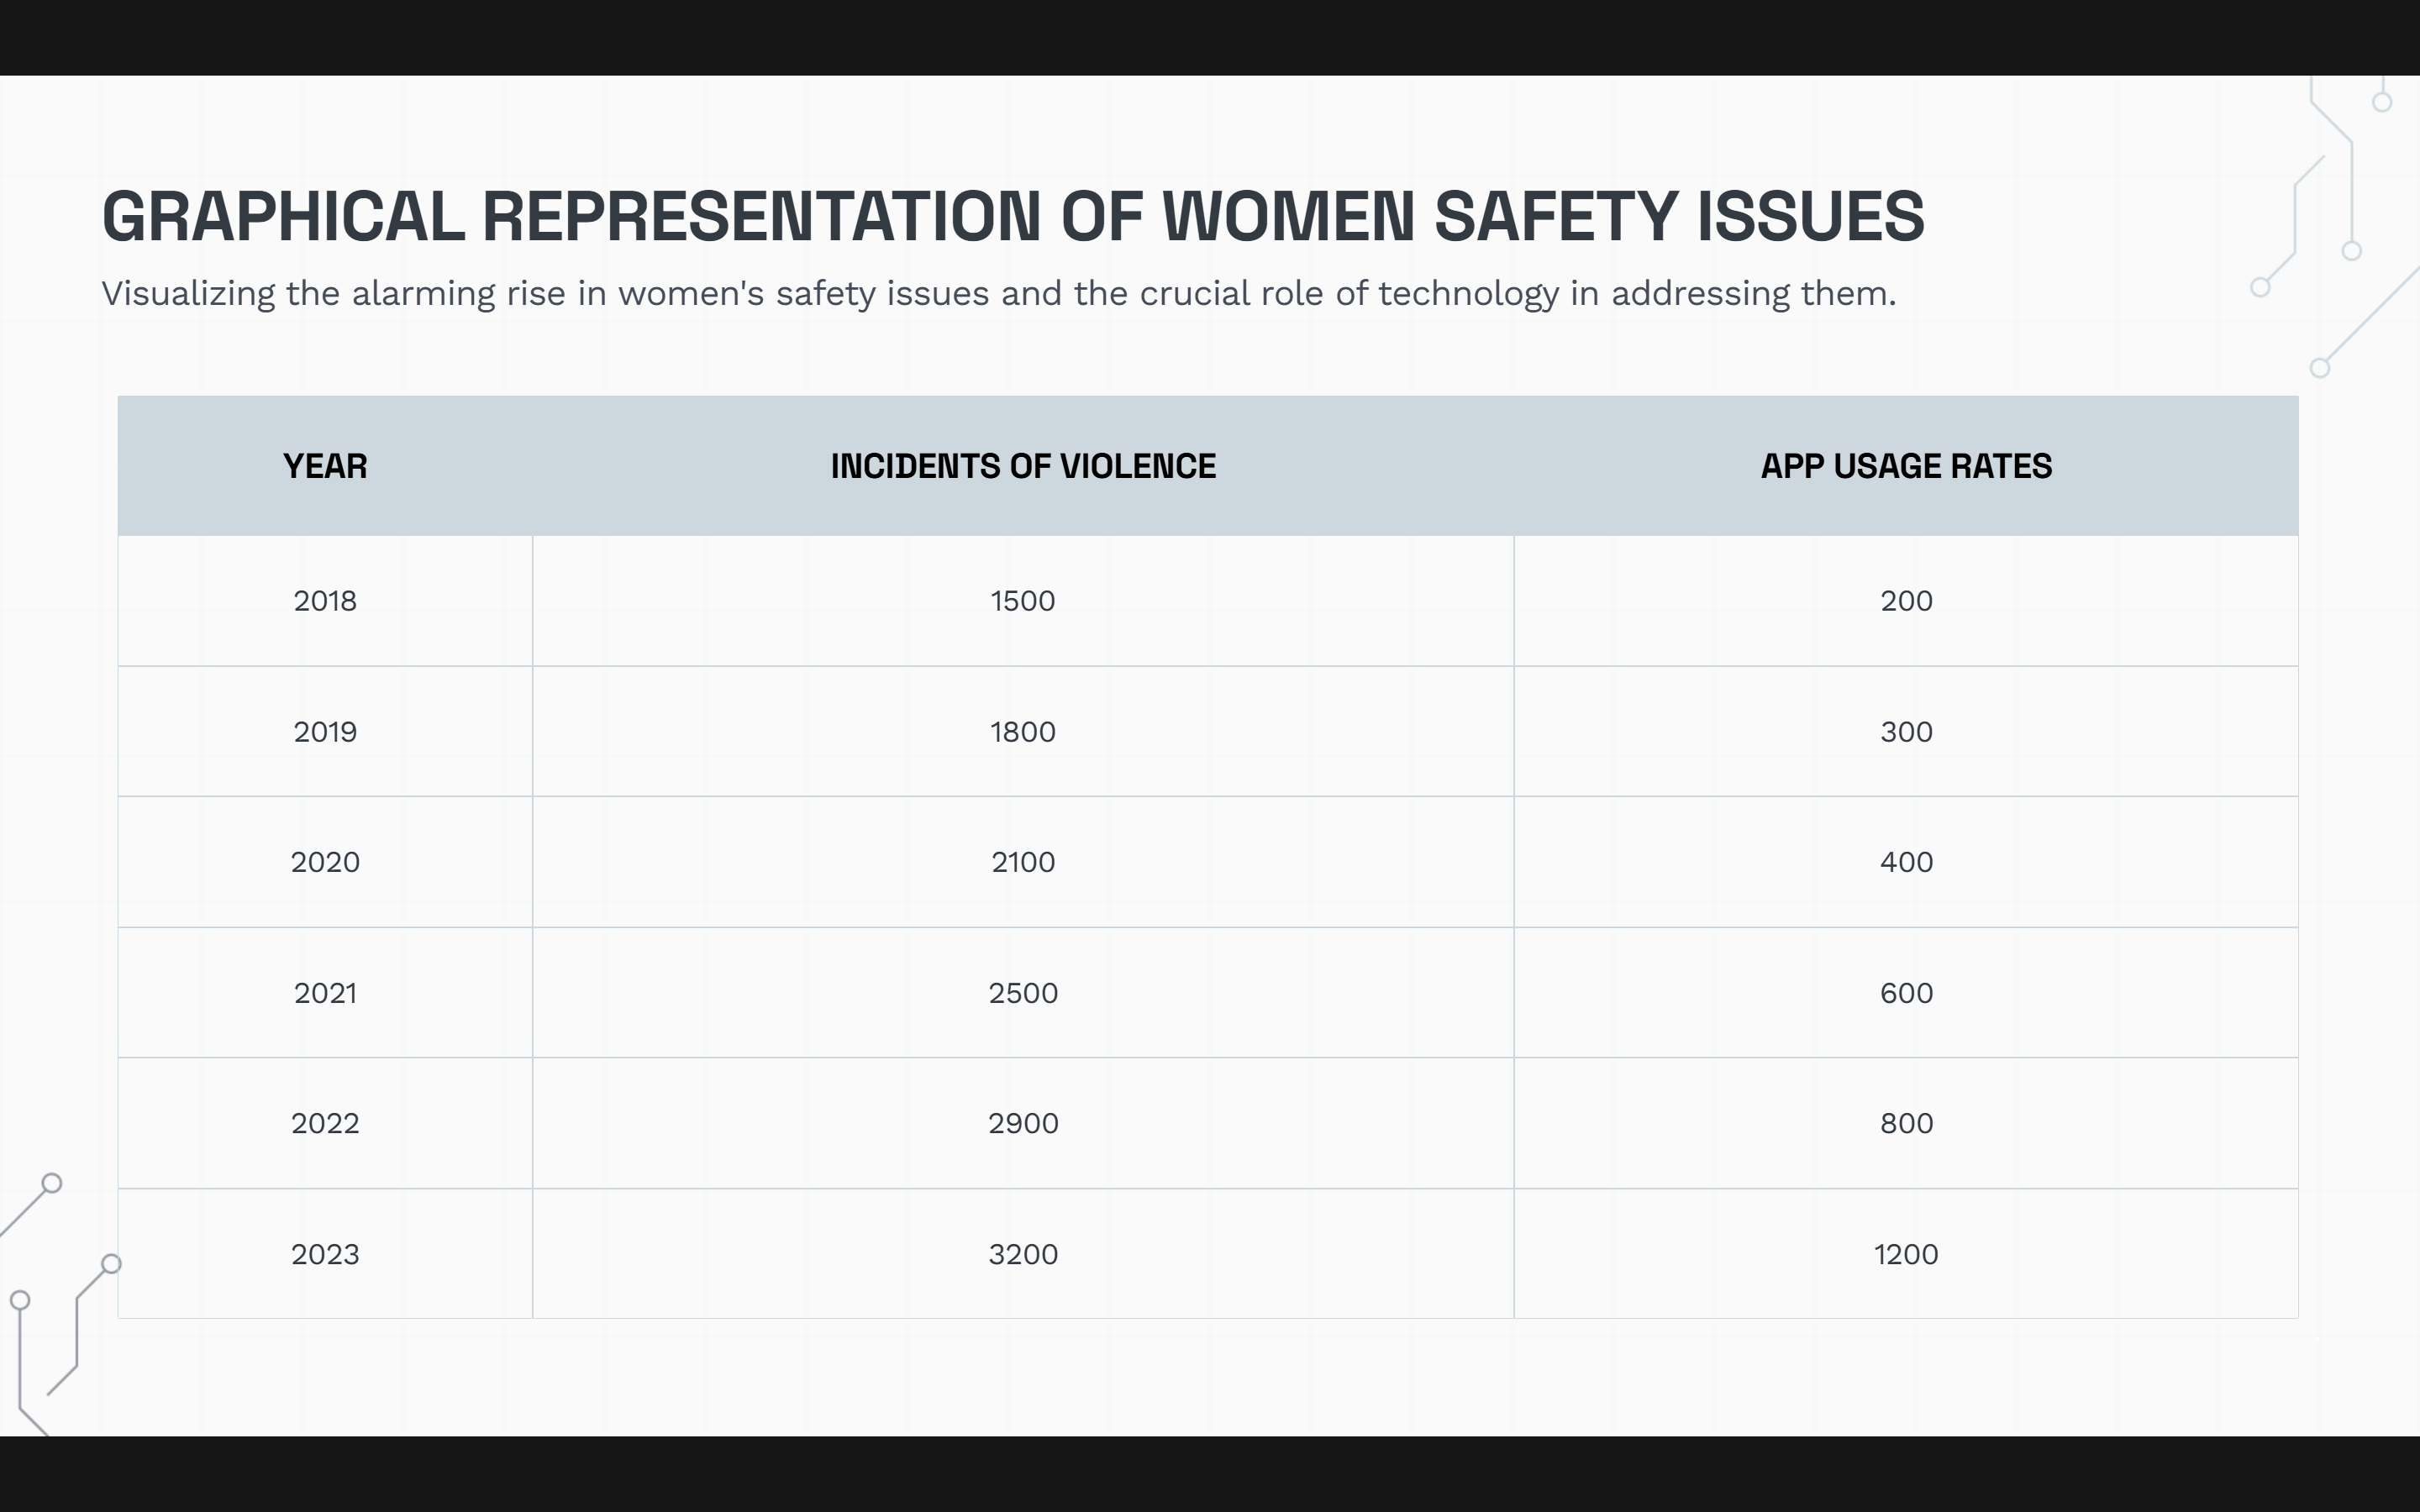 GRAPHICAL REPRESENTATION OF WOMEN SAFETY ISSUES
Visualizing the alarming rise in women's safety issues and the crucial role of technology in addressing them.
YEAR INCIDENTS OF VIOLENCE APP USAGE RATES
2018 1500 200
2019 1800 300
2020 2100 400
2021 2500 600
2022 2900 800
2023 3200 1200